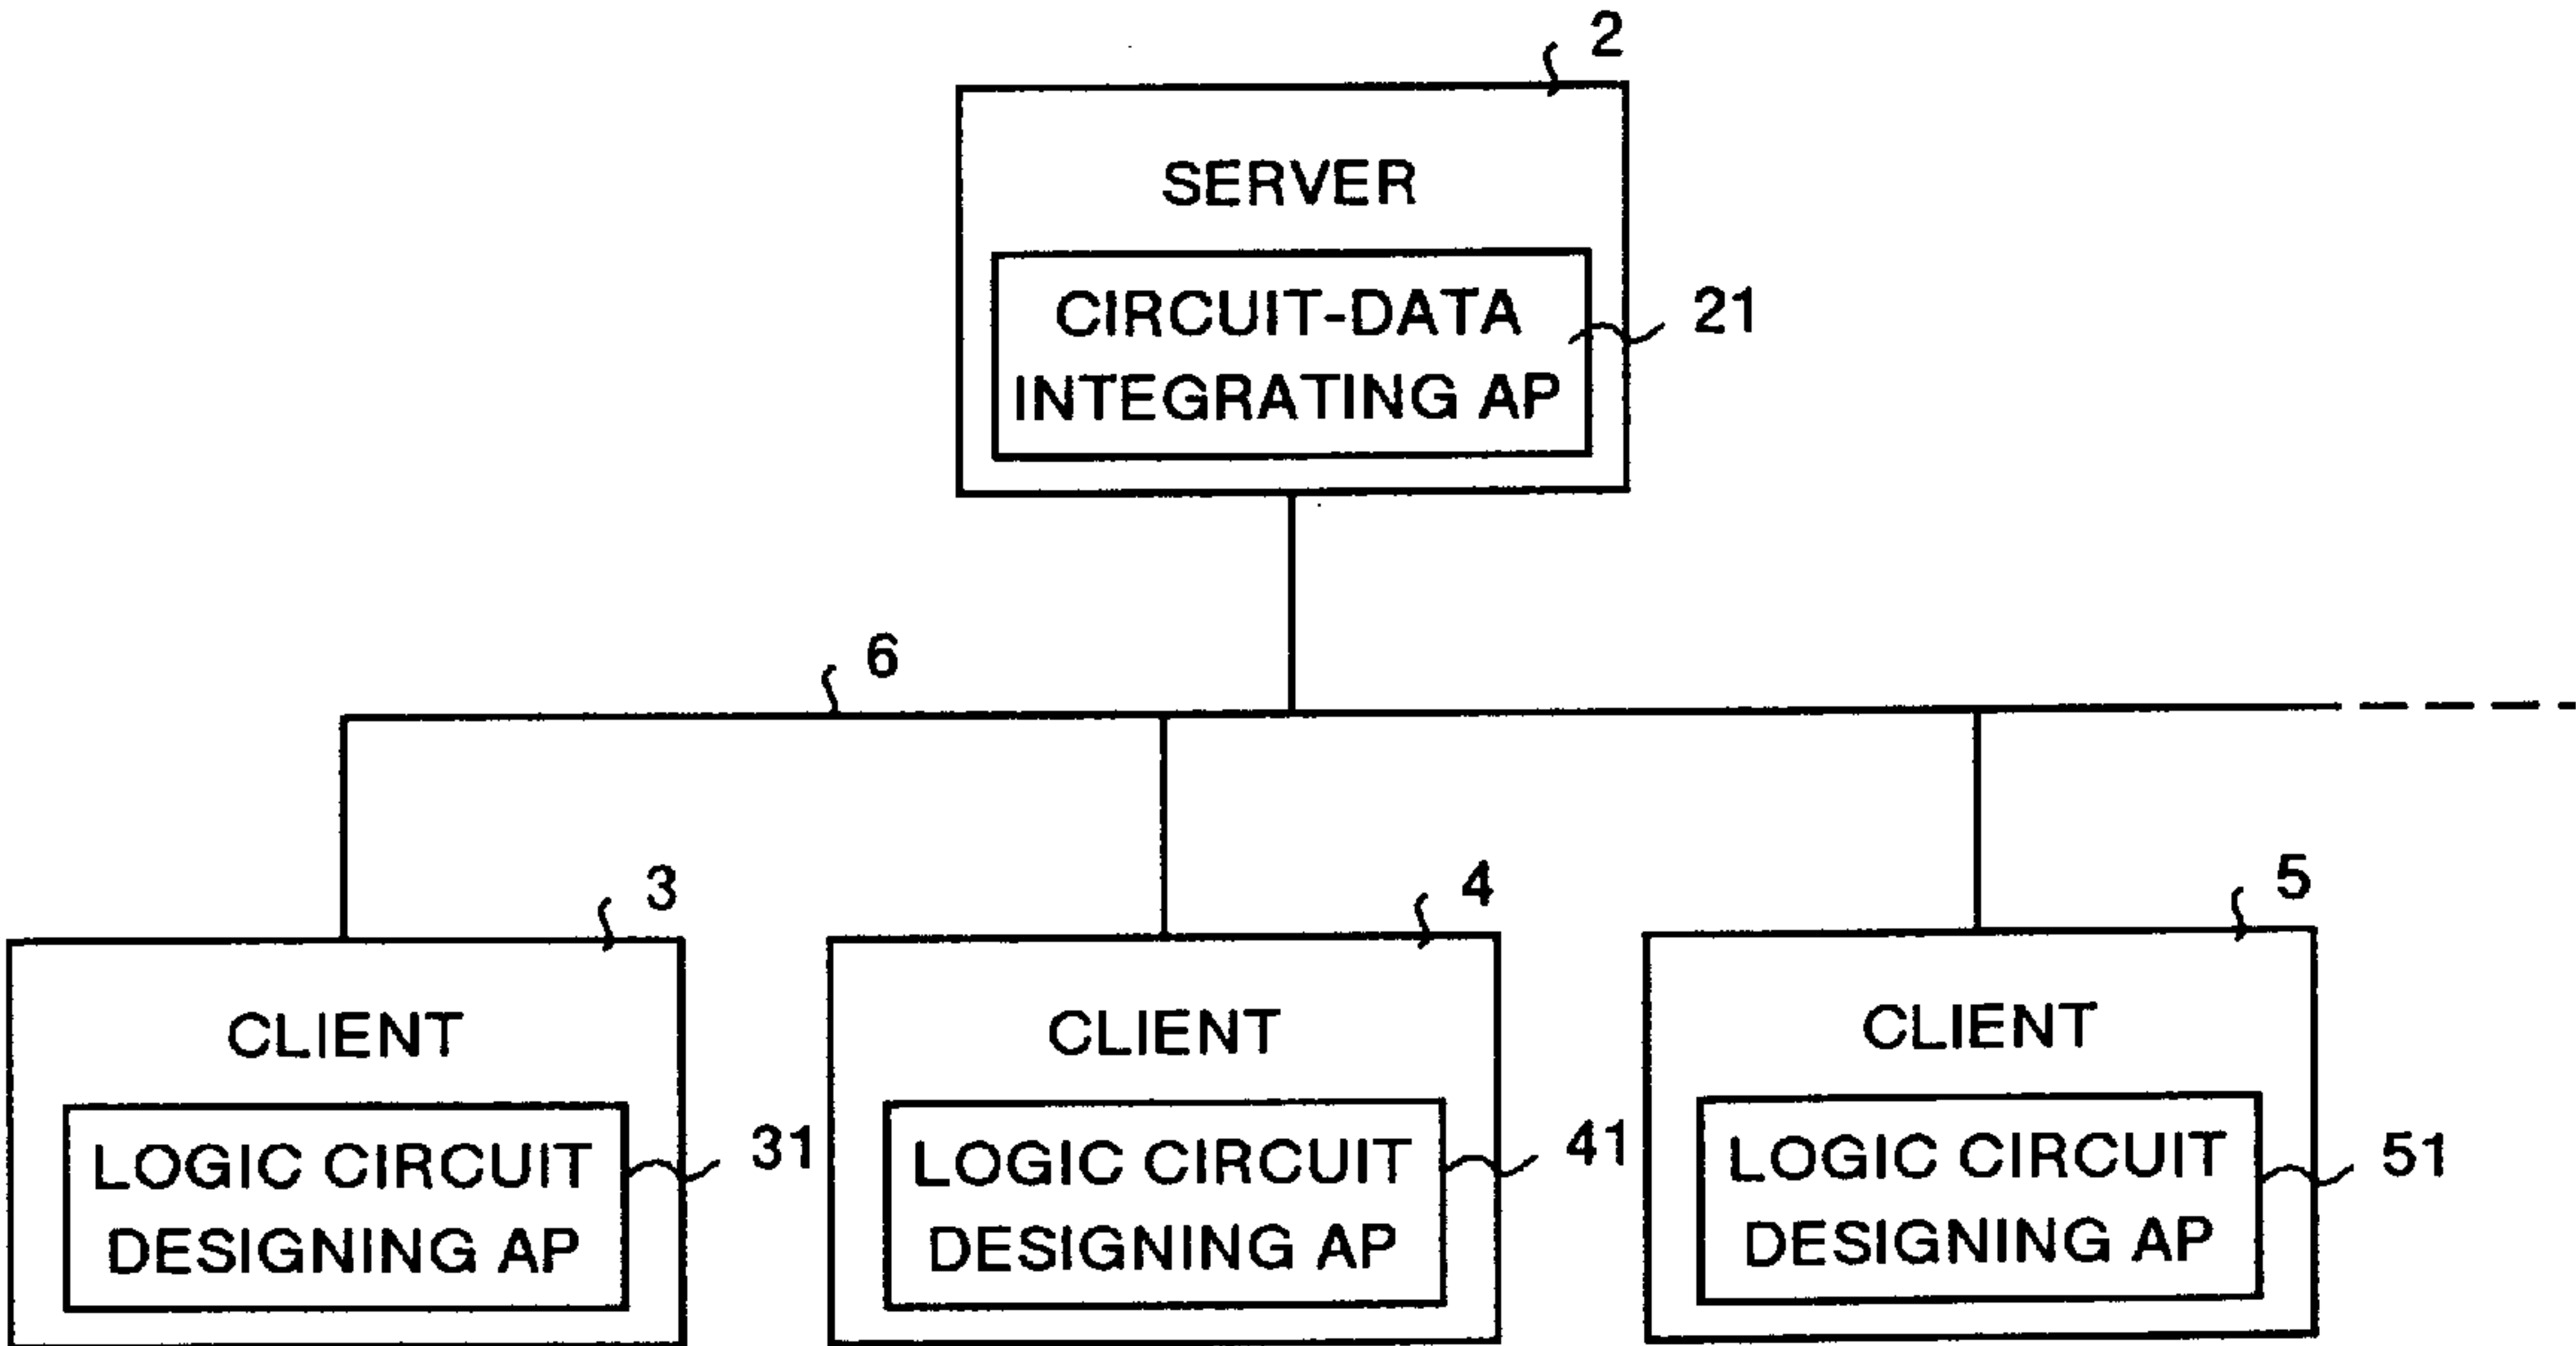 2
SERVER
CIRCUIT-DATA
INTEGRATING AP
21
6
3
CLIENT
LOGIC CIRCUIT
DESIGNING AP
31
4
CLIENT
LOGIC CIRCUIT
DESIGNING AP
41
5
CLIENT
LOGIC CIRCUIT
DESIGNING AP
51